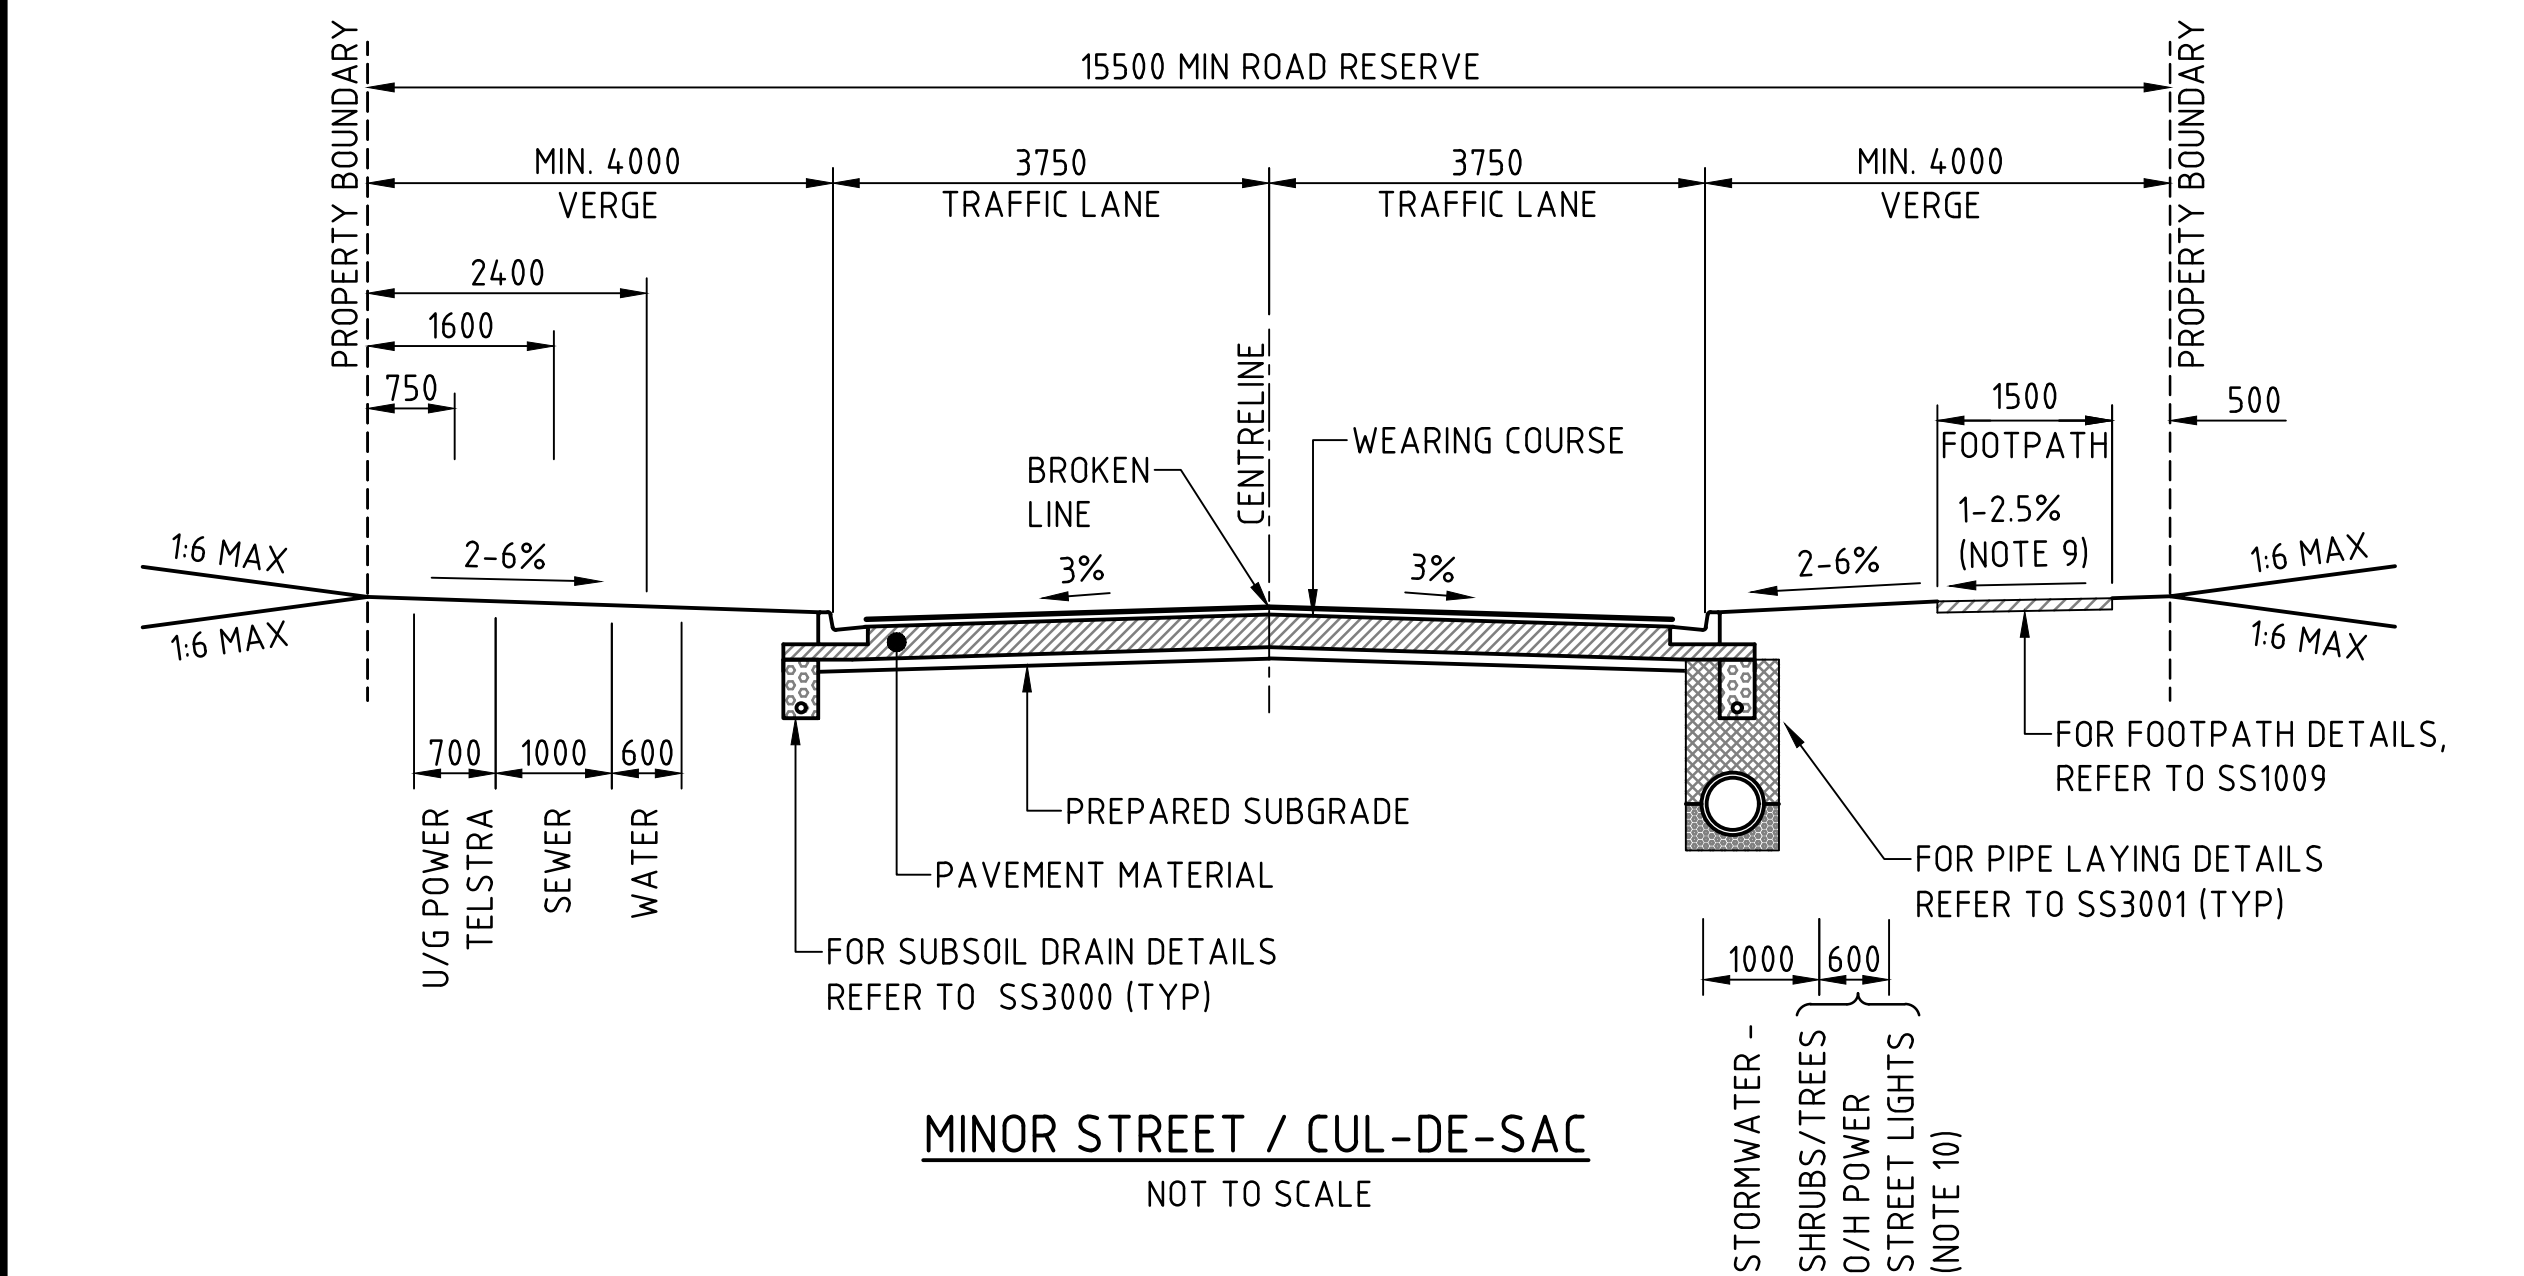 15500 MIN ROAD RESERVE
PROPERTY BOUNDARY
PROPERTY BOUNDARY
MIN. 4000
VERGE
3750
TRAFFIC LANE
3750
TRAFFIC LANE
MIN. 4000
VERGE
2400
1600
750
CENTRELINE
1500
FOOTPATH
500
WEARING COURSE
BROKEN
LINE
1-2.5%
(NOTE 9)
1:6 MAX
2-6%
3%
3%
2-6%
1:6 MAX
1:6 MAX
1:6 MAX
700
1000
600
U/G POWER
TELSTRA
SEWER
WATER
FOR FOOTPATH DETAILS,
REFER TO SS1009
PREPARED SUBGRADE
PAVEMENT MATERIAL
FOR PIPE LAYING DETAILS
REFER TO SS3001 (TYP)
FOR SUBSOIL DRAIN DETAILS
REFER TO SS3000 (TYP)
1000
600
STORMWATER -
SHRUBS/TREES
O/H POWER
STREET LIGHTS
(NOTE 10)
MINOR STREET / CUL-DE-SAC
NOT TO SCALE